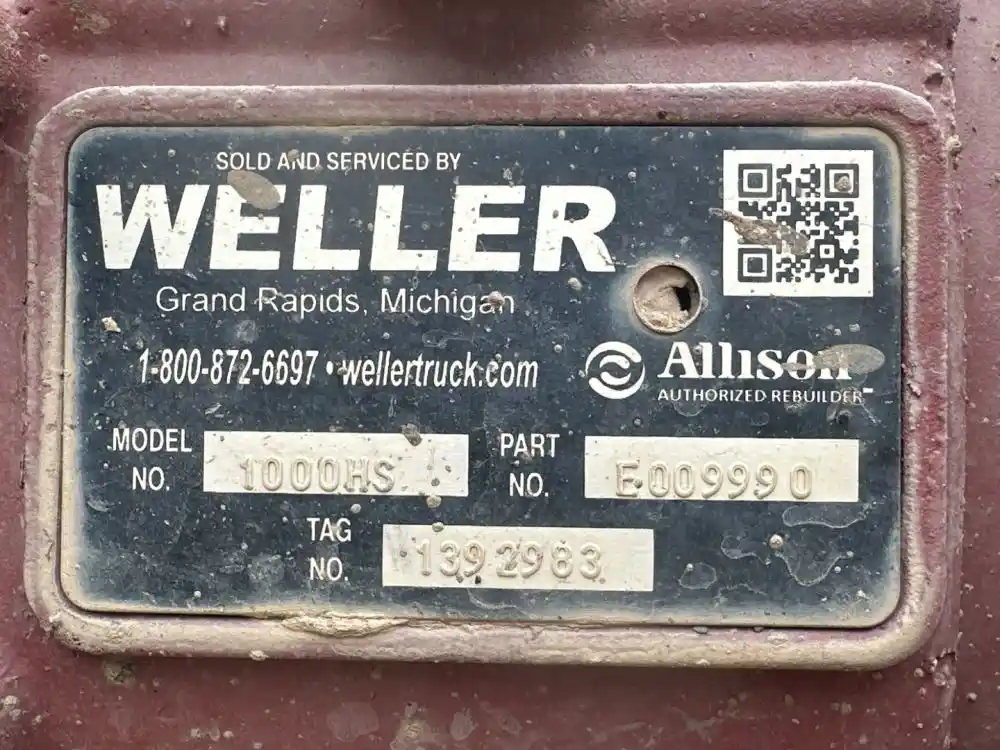 SOLD AND SERVICED BY
WELLER
Grand Rapids, Michigan
1-800-872-6697 • wellertruck.com
Allison
AUTHORIZED REBUILDER
MODEL NO. 1000HS
PART NO. E009990
TAG NO. 1392983